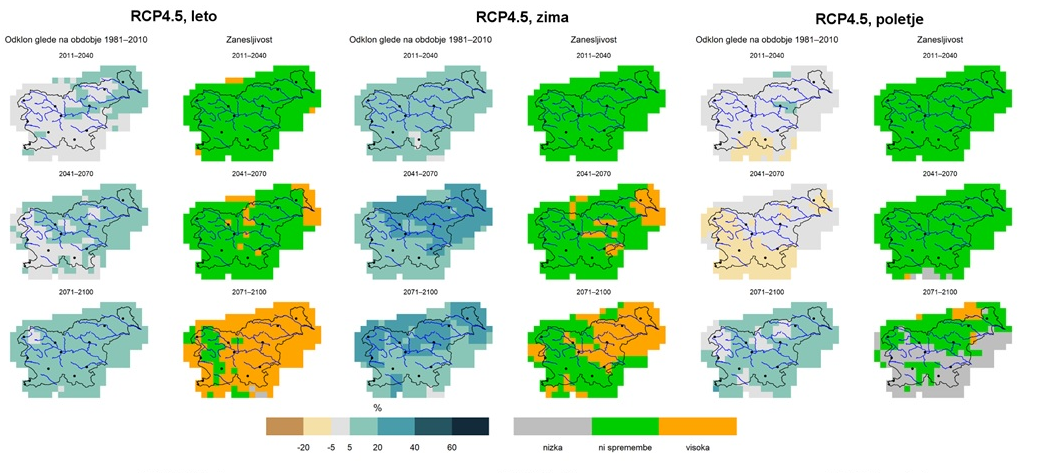 RCP4.5, leto
RCP4.5, zima
RCP4.5, poletje
Odklon glede na obdobje 1981–2010
Zanesljivost
Odklon glede na obdobje 1981–2010
Zanesljivost
Odklon glede na obdobje 1981–2010
Zanesljivost
2011–2040
2011–2040
2011–2040
2011–2040
2011–2040
2011–2040
2041–2070
2041–2070
2041–2070
2041–2070
2041–2070
2041–2070
2071–2100
2071–2100
2071–2100
2071–2100
2071–2100
2071–2100
%
-20 -5 5 20 40 60
nizka ni spremembe visoka